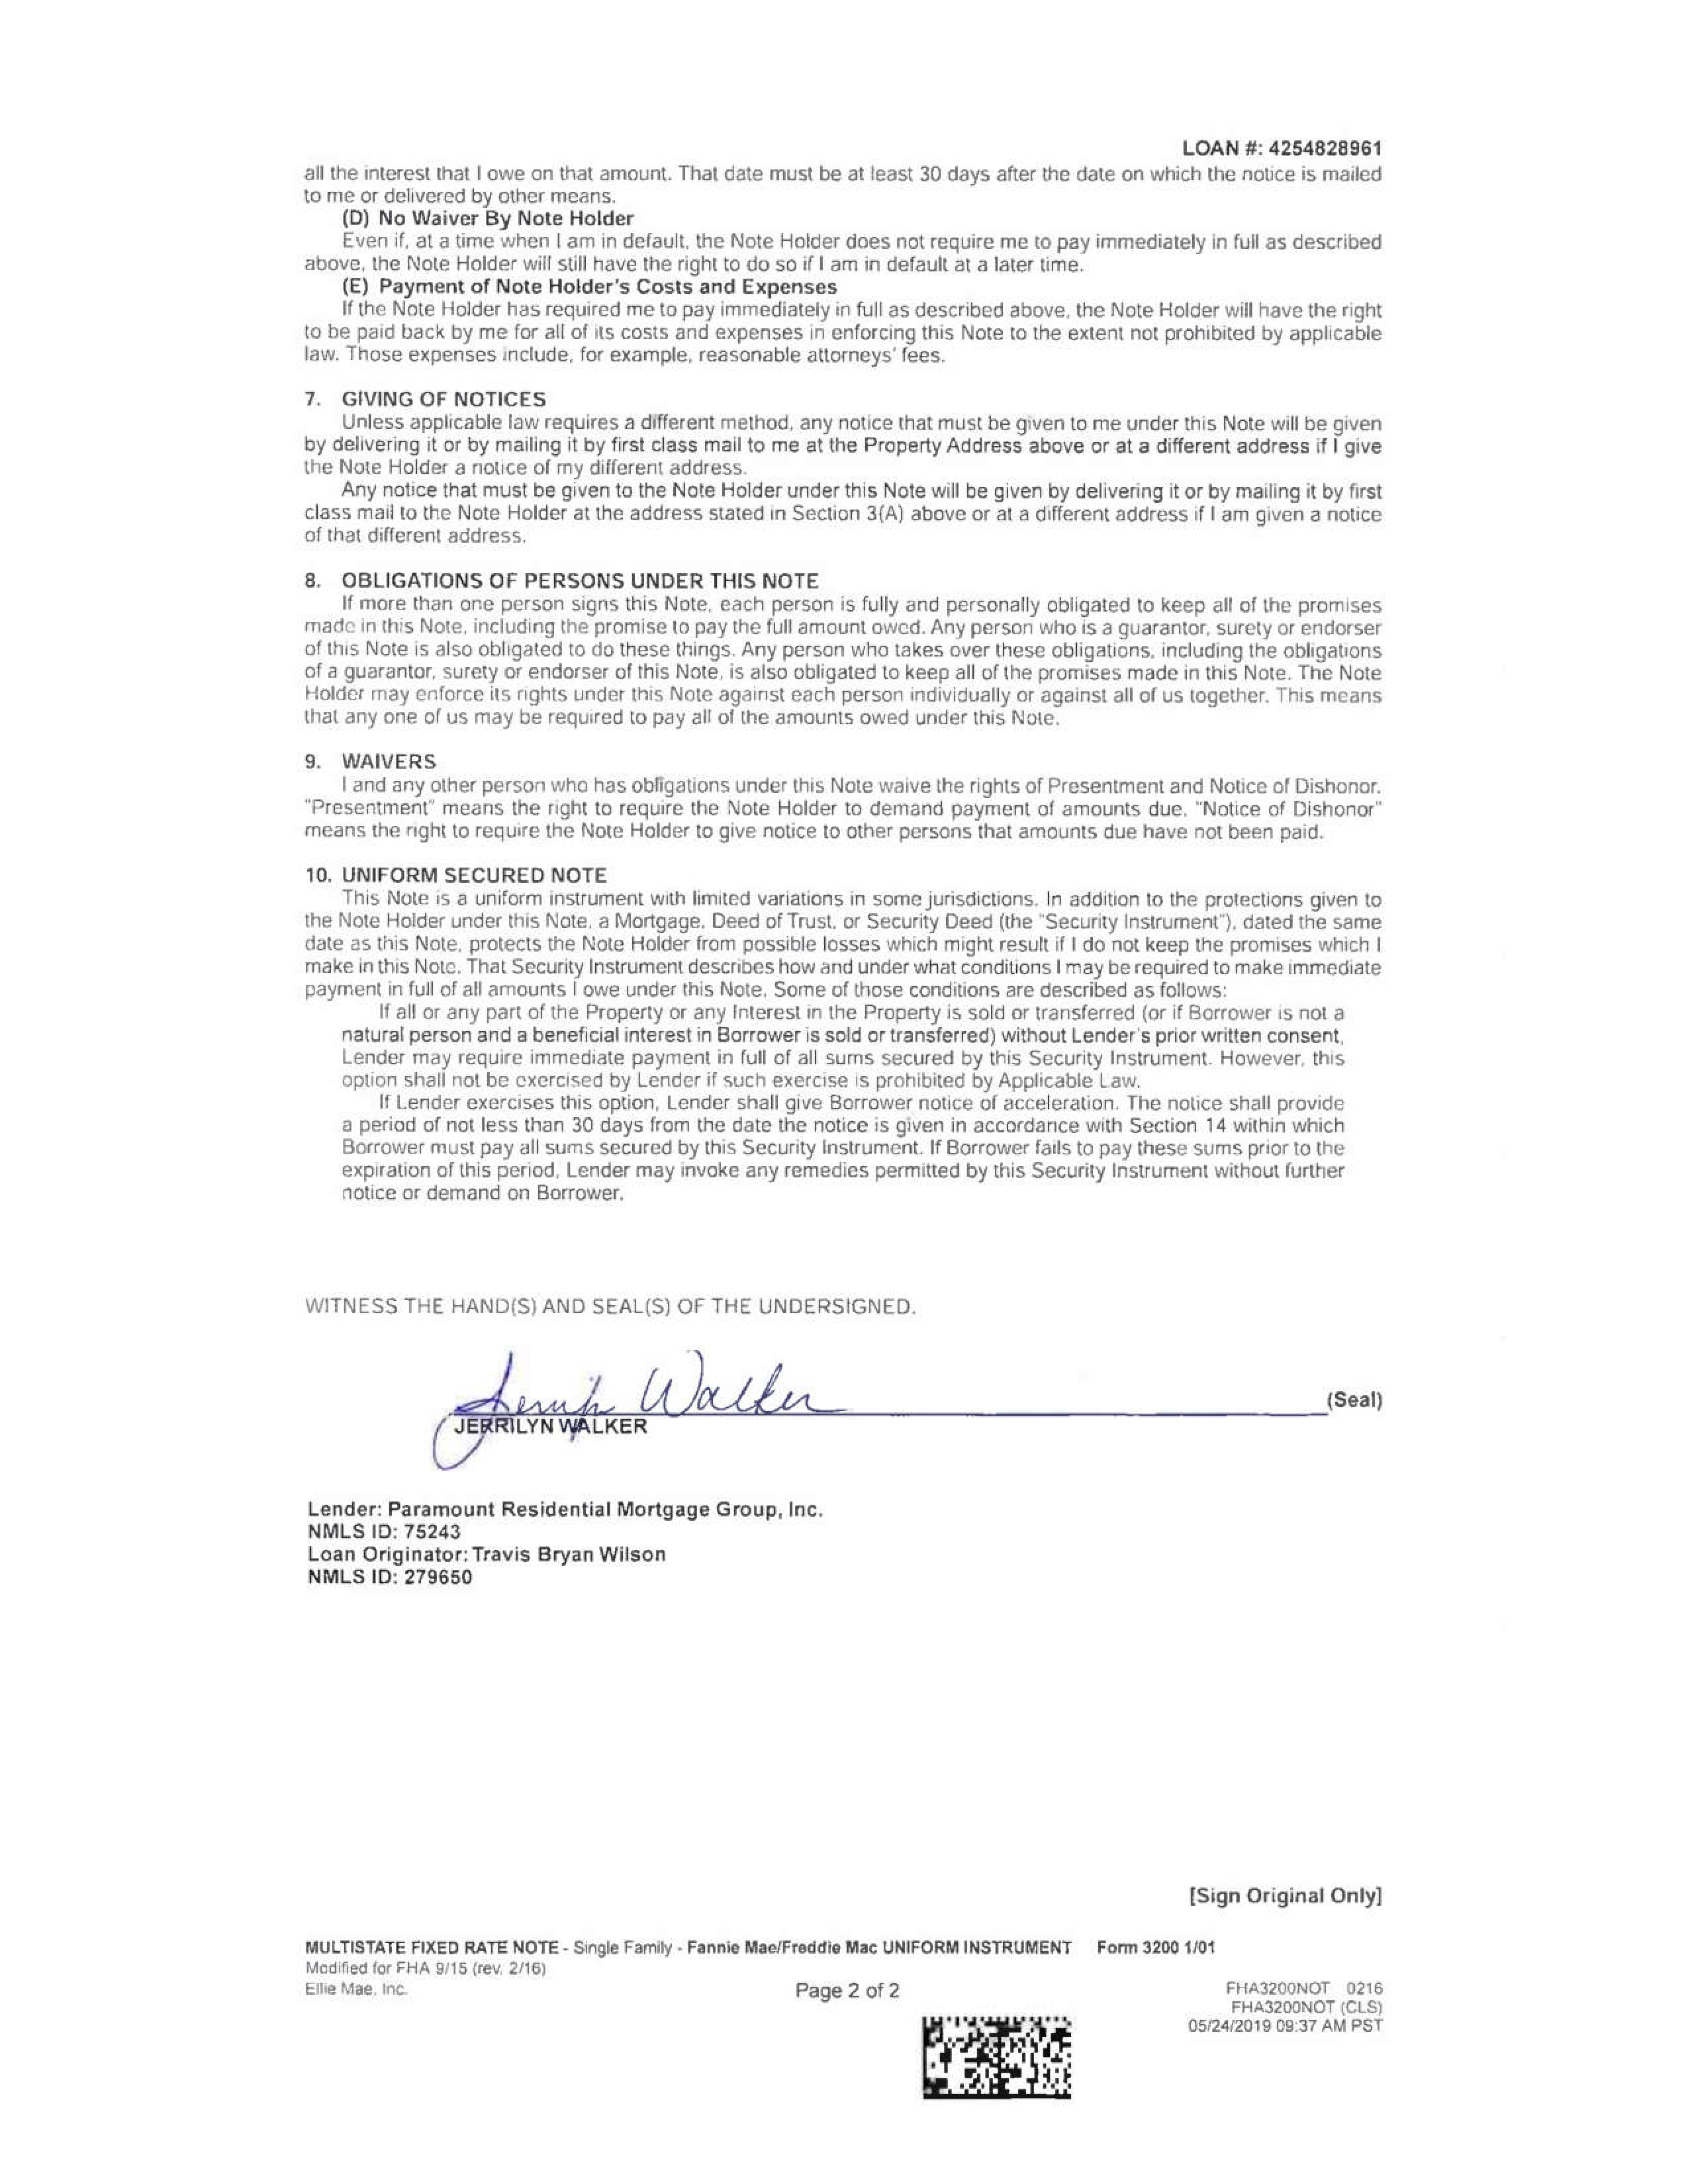 LOAN #: 4254828961
all the interest that I owe on that amount. That date must be at least 30 days after the date on which the notice is mailed
to me or delivered by other means.
(D) No Waiver By Note Holder
Even if, at a time when I am in default, the Note Holder does not require me to pay immediately in full as described
above, the Note Holder will still have the right to do so if I am in default at a later time.
(E) Payment of Note Holder's Costs and Expenses
If the Note Holder has required me to pay immediately in full as described above, the Note Holder will have the right
to be paid back by me for all of its costs and expenses in enforcing this Note to the extent not prohibited by applicable
law. Those expenses include, for example, reasonable attorneys' fees.
7. GIVING OF NOTICES
Unless applicable law requires a different method, any notice that must be given to me under this Note will be given
by delivering it or by mailing it by first class mail to me at the Property Address above or at a different address if I give
the Note Holder a notice of my different address.
Any notice that must be given to the Note Holder under this Note will be given by delivering it or by mailing it by first
class mail to the Note Holder at the address stated in Section 3(A) above or at a different address if I am given a notice
of that different address.
8. OBLIGATIONS OF PERSONS UNDER THIS NOTE
If more than one person signs this Note, each person is fully and personally obligated to keep all of the promises
made in this Note, including the promise to pay the full amount owed. Any person who is a guarantor, surety or endorser
of this Note is also obligated to do these things. Any person who takes over these obligations, including the obligations
of a guarantor, surety or endorser of this Note, is also obligated to keep all of the promises made in this Note. The Note
Holder may enforce its rights under this Note against each person individually or against all of us together. This means
that any one of us may be required to pay all of the amounts owed under this Note.
9. WAIVERS
I and any other person who has obligations under this Note waive the rights of Presentment and Notice of Dishonor.
"Presentment" means the right to require the Note Holder to demand payment of amounts due. "Notice of Dishonor"
means the right to require the Note Holder to give notice to other persons that amounts due have not been paid.
10. UNIFORM SECURED NOTE
This Note is a uniform instrument with limited variations in some jurisdictions. In addition to the protections given to
the Note Holder under this Note, a Mortgage, Deed of Trust, or Security Deed (the "Security Instrument"), dated the same
date as this Note, protects the Note Holder from possible losses which might result if I do not keep the promises which I
make in this Note. That Security Instrument describes how and under what conditions I may be required to make immediate
payment in full of all amounts I owe under this Note. Some of those conditions are described as follows:
If all or any part of the Property or any Interest in the Property is sold or transferred (or if Borrower is not a
natural person and a beneficial interest in Borrower is sold or transferred) without Lender's prior written consent,
Lender may require immediate payment in full of all sums secured by this Security Instrument. However, this
option shall not be exercised by Lender if such exercise is prohibited by Applicable Law.
If Lender exercises this option, Lender shall give Borrower notice of acceleration. The notice shall provide
a period of not less than 30 days from the date the notice is given in accordance with Section 14 within which
Borrower must pay all sums secured by this Security Instrument. If Borrower fails to pay these sums prior to the
expiration of this period, Lender may invoke any remedies permitted by this Security Instrument without further
notice or demand on Borrower.
WITNESS THE HAND(S) AND SEAL(S) OF THE UNDERSIGNED.
Walker
(Seal)
JERRILYN WALKER
Lender: Paramount Residential Mortgage Group, Inc.
NMLS ID: 75243
Loan Originator: Travis Bryan Wilson
NMLS ID: 279650
[Sign Original Only]
MULTISTATE FIXED RATE NOTE - Single Family - Fannie Mae/Freddie Mac UNIFORM INSTRUMENT Form 3200 1/01
Modified for FHA 9/15 (rev. 2/16)
Ellie Mae, Inc. Page 2 of 2 FHA3200NOT 0216
FHA3200NOT (CLS)
05/24/2019 09:37 AM PST